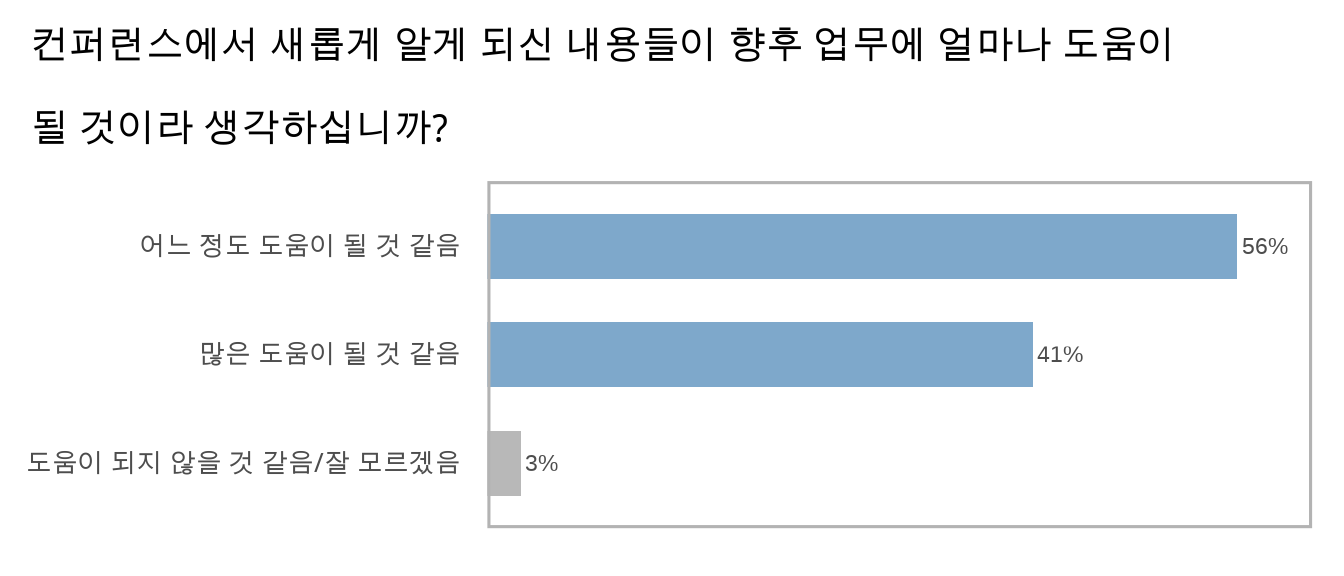 컨퍼런스에서 새롭게 알게 되신 내용들이 향후 업무에 얼마나 도움이
될 것이라 생각하십니까?
어느 정도 도움이 될 것 같음 56%
많은 도움이 될 것 같음 41%
도움이 되지 않을 것 같음/잘 모르겠음 3%